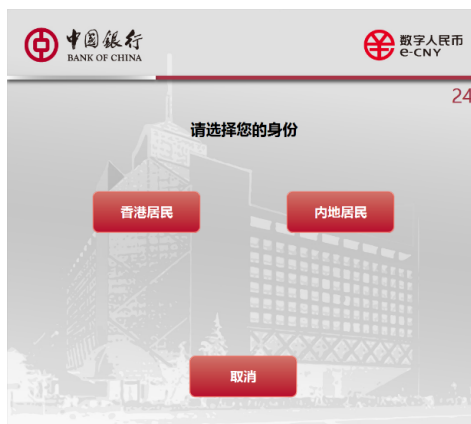 中国银行
BANK OF CHINA
数字人民币
e-CNY
24
请选择您的身份
香港居民
内地居民
取消